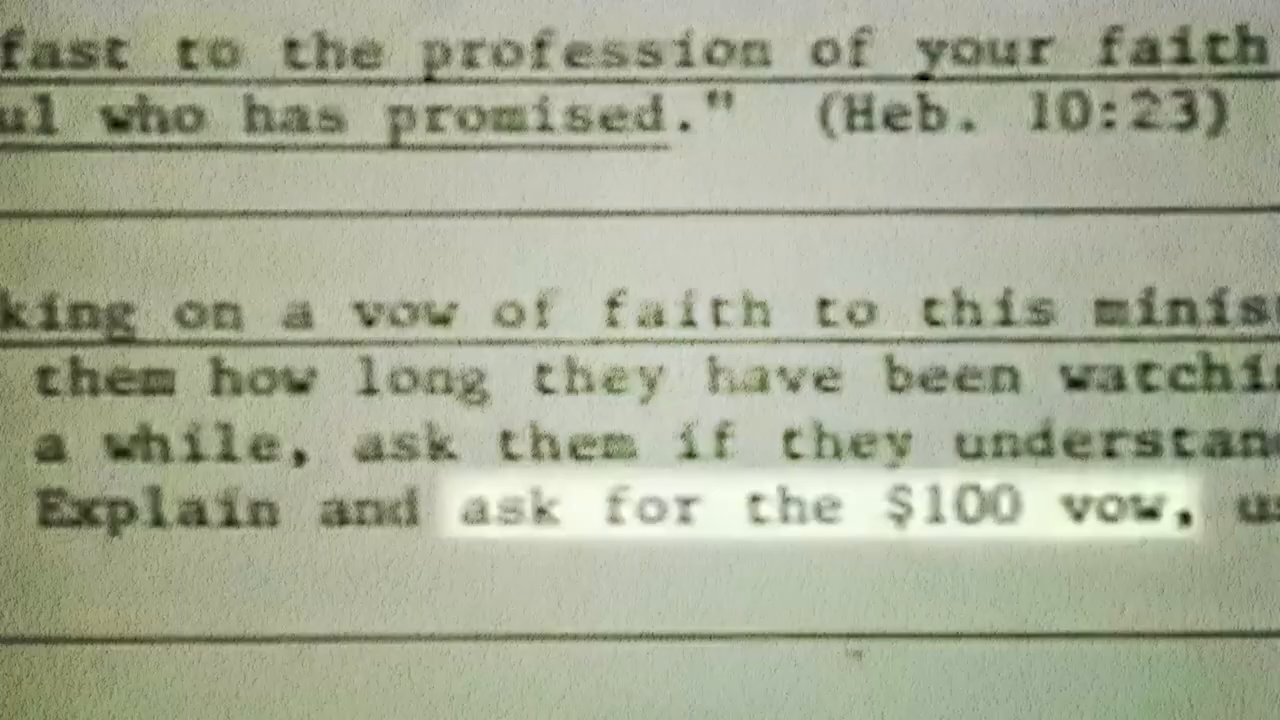 fast to the profession of your faith
ul who has promised." (Heb. 10:23)
king on a vow of faith to this minis
them how long they have been watchi
a while, ask them if they understan
Explain and ask for the $100 vow, us